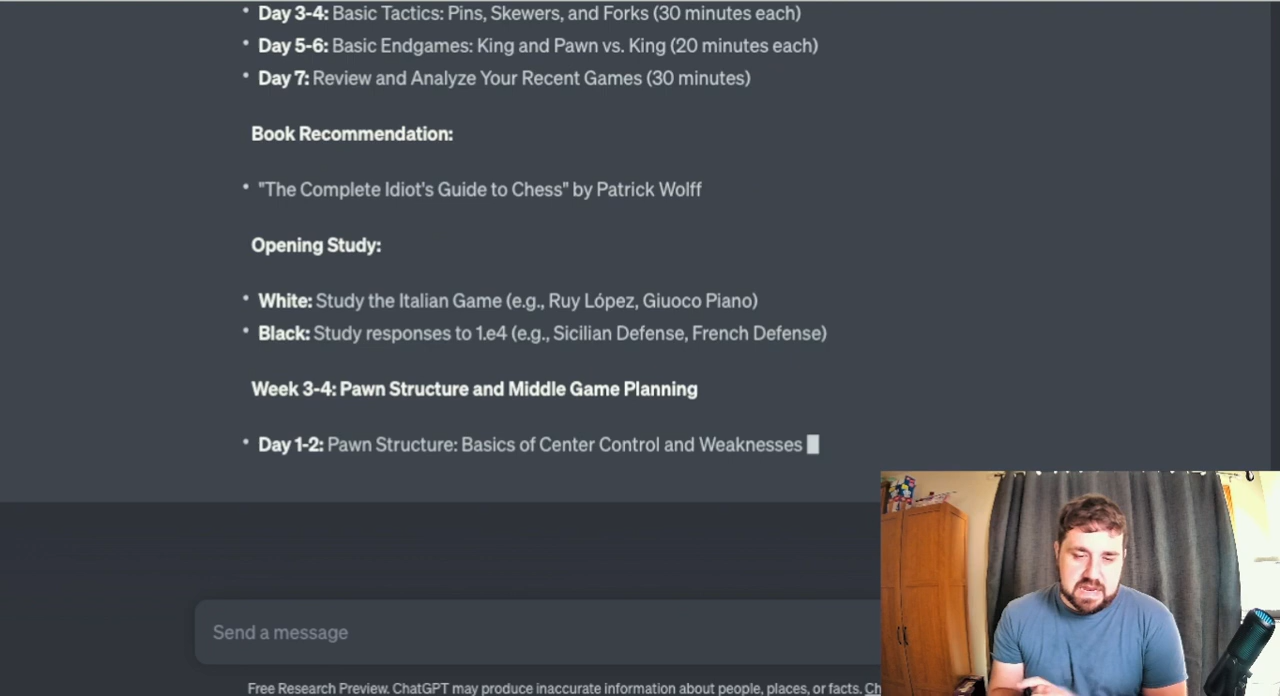 • Day 3-4: Basic Tactics: Pins, Skewers, and Forks (30 minutes each)
• Day 5-6: Basic Endgames: King and Pawn vs. King (20 minutes each)
• Day 7: Review and Analyze Your Recent Games (30 minutes)
Book Recommendation:
• "The Complete Idiot's Guide to Chess" by Patrick Wolff
Opening Study:
• White: Study the Italian Game (e.g., Ruy López, Giuoco Piano)
• Black: Study responses to 1.e4 (e.g., Sicilian Defense, French Defense)
Week 3-4: Pawn Structure and Middle Game Planning
• Day 1-2: Pawn Structure: Basics of Center Control and Weaknesses
Send a message
Free Research Preview. ChatGPT may produce inaccurate information about people, places, or facts. Ch